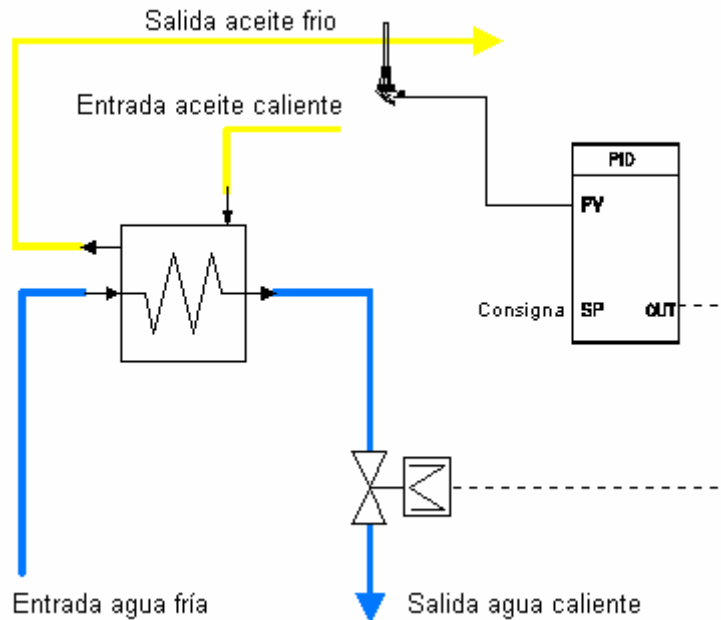 Salida aceite frio
Entrada aceite caliente
PID
PV
Consigna SP OUT
Entrada agua fría
Salida agua caliente